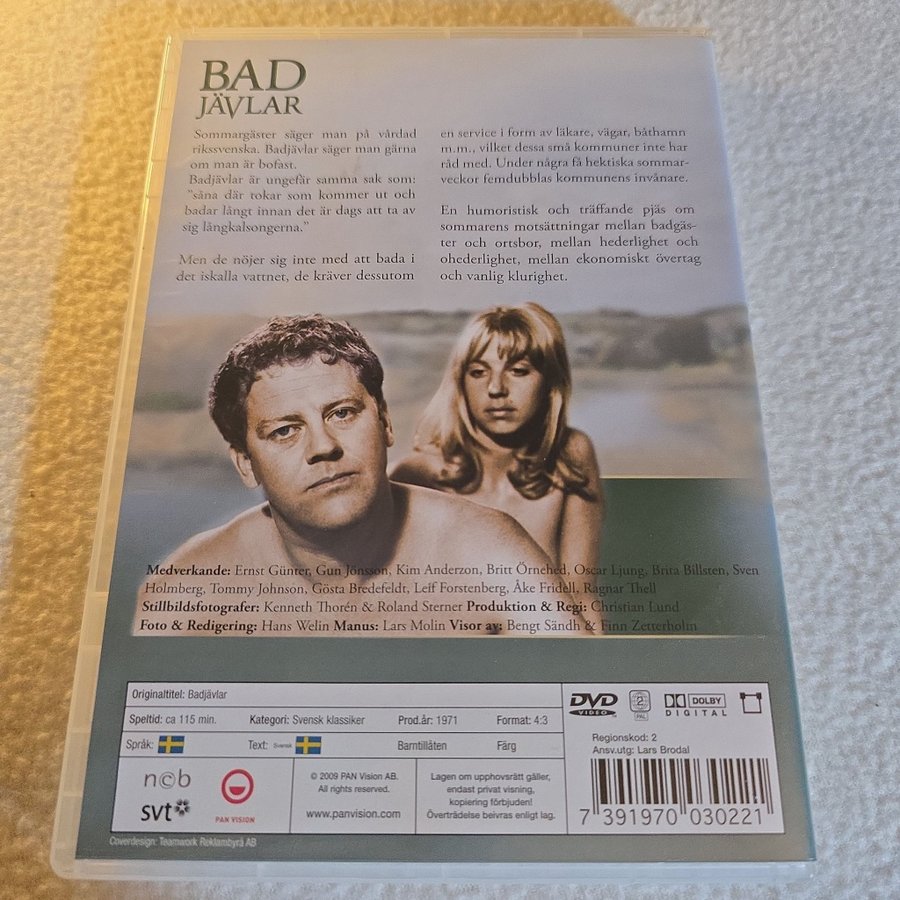 BAD
JÄVLAR
Sommargäster säger man på vårdad
rikssvenska. Badjävlar säger man gärna
om man är bofast.
Badjävlar är ungefär samma sak som:
"såna där tokar som kommer ut och
badar långt innan det är dags att ta av
sig långkalsongerna."
Men de nöjer sig inte med att bada i
det iskalla vattnet, de kräver dessutom
en service i form av läkare, vägar, båthamn
m.m., vilket dessa små kommuner inte har
råd med. Under några få hektiska sommar-
veckor femdubblas kommunens invånare.
En humoristisk och träffande pjäs om
sommarens motsättningar mellan badgäs-
ter och ortsbor, mellan hederlighet och
ohederlighet, mellan ekonomiskt övertag
och vanlig klurighet.
Medverkande: Ernst Günter, Gun Jönsson, Kim Anderzon, Britt Örnehed, Oscar Ljung, Brita Billsten, Sven
Holmberg, Tommy Johnson, Gösta Bredefeldt, Leif Forstenberg, Åke Fridell, Ragnar Thell
Stillbildsfotografer: Kenneth Thorén & Roland Sterner Produktion & Regi: Christian Lund
Foto & Redigering: Hans Welin Manus: Lars Molin Visor av: Bengt Sändh & Finn Zetterholm
Originaltitel: Badjävlar
Speltid: ca 115 min. Kategori: Svensk klassiker Prod.år: 1971 Format: 4:3
Språk: Text: Svensk Barntillåten Färg
ncb
svt
PAN VISION
© 2009 PAN Vision AB.
All rights reserved.
www.panvision.com
Lagen om upphovsrätt gäller,
endast privat visning,
kopiering förbjuden!
Överträdelse beivras enligt lag.
DVD
VIDEO
2
PAL
DOLBY
DIGITAL
Regionskod: 2
Ansv.utg: Lars Brodal
7 391970 030221
Coverdesign: Teamwork Reklambyrå AB